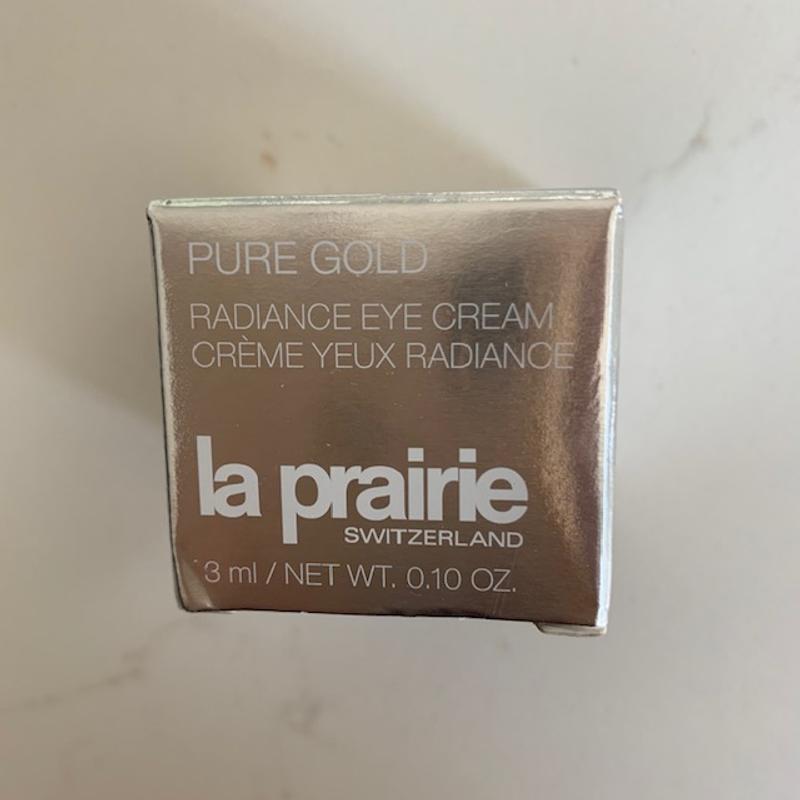 PURE GOLD
RADIANCE EYE CREAM
CRÈME YEUX RADIANCE
la prairie
SWITZERLAND
3 ml / NET WT. 0.10 OZ.